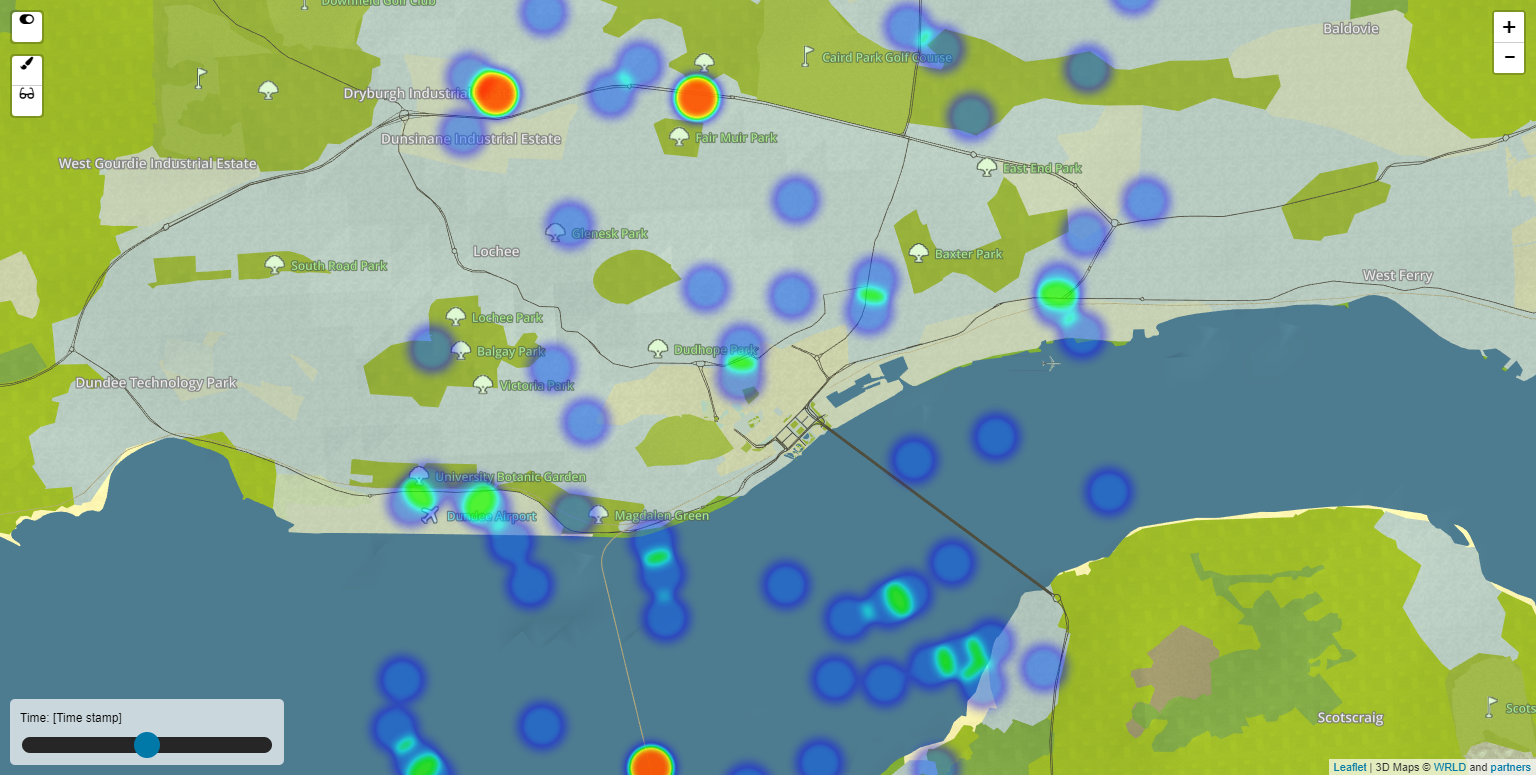 Downfield Golf Club
Baldovie
+
-
Caird Park Golf Course
Dryburgh Industrial
Dunsinane Industrial Estate
Fair Muir Park
West Gourdie Industrial Estate
East End Park
Glenesk Park
Lochee
Baxter Park
South Road Park
West Ferry
Lochee Park
Balgay Park
Dudhope Park
Dundee Technology Park
Victoria Park
University Botanic Garden
Dundee Airport
Magdalen Green
Scots
Scotscraig
Time: [Time stamp]
Leaflet | 3D Maps © WRLD and partners